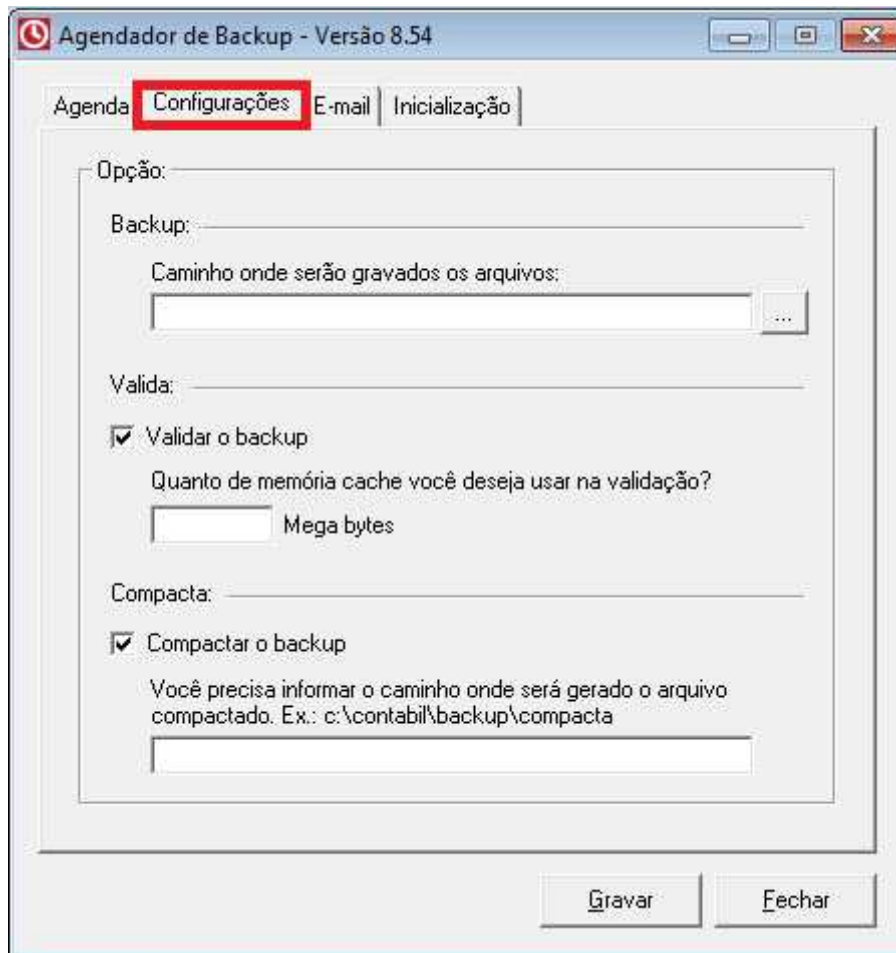 Agendador de Backup - Versão 8.54
Agenda Configurações E-mail Inicialização
Opção:
Backup:
Caminho onde serão gravados os arquivos:
...
Valida:
Validar o backup
Quanto de memória cache você deseja usar na validação?
Mega bytes
Compacta:
Compactar o backup
Você precisa informar o caminho onde será gerado o arquivo
compactado. Ex.: c:\contabil\backup\compacta
Gravar Fechar